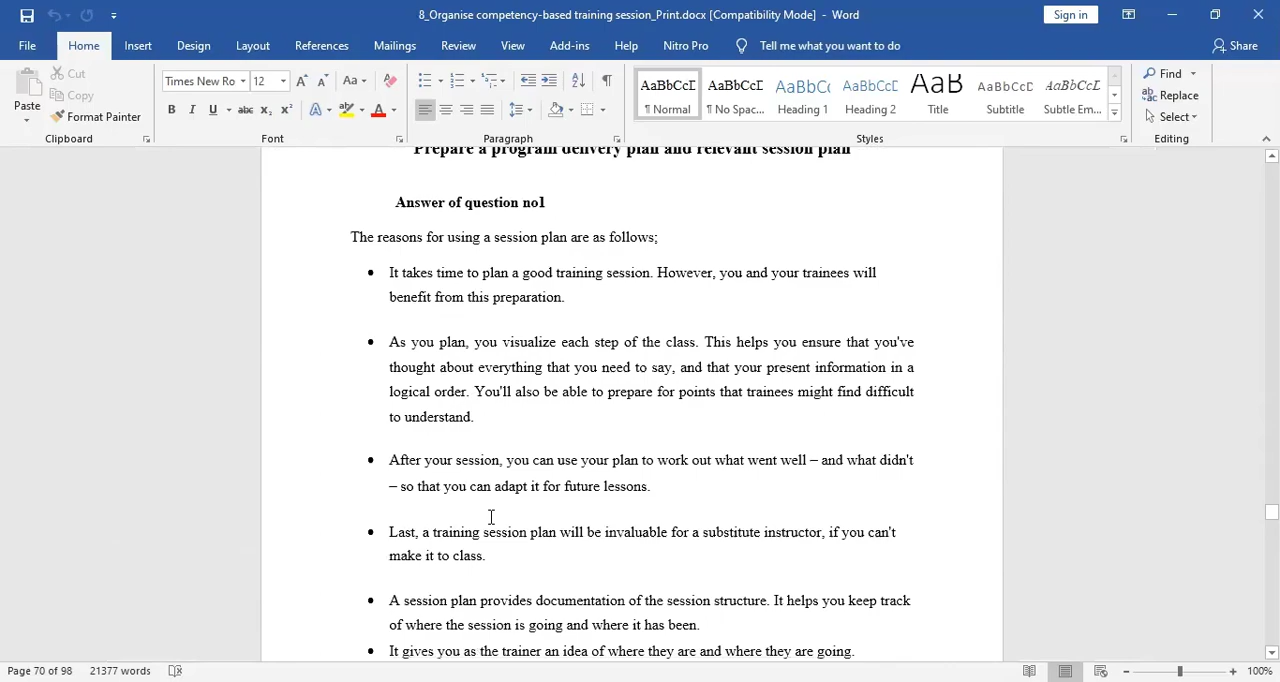 8_Organise competency-based training session_Print.docx [Compatibility Mode] - Word
Sign in
File Home Insert Design Layout References Mailings Review View Add-ins Help Nitro Pro Tell me what you want to do Share
Paste
Cut
Copy
Format Painter
Clipboard
Times New Ro 12
Aa
B I U abc x₂ x² A ab A
Font
Paragraph
AaBbCcI AaBbCcI AaBbC( AaBbCcI AaB AaBbCcD AaBbCcD
¶ Normal ¶ No Spac... Heading 1 Heading 2 Title Subtitle Subtle Em...
Styles
Find
Replace
Select
Editing
Prepare a program delivery plan and relevant session plan
Answer of question no1
The reasons for using a session plan are as follows;
• It takes time to plan a good training session. However, you and your trainees will
benefit from this preparation.
• As you plan, you visualize each step of the class. This helps you ensure that you've
thought about everything that you need to say, and that your present information in a
logical order. You'll also be able to prepare for points that trainees might find difficult
to understand.
• After your session, you can use your plan to work out what went well – and what didn't
– so that you can adapt it for future lessons.
• Last, a training session plan will be invaluable for a substitute instructor, if you can't
make it to class.
• A session plan provides documentation of the session structure. It helps you keep track
of where the session is going and where it has been.
• It gives you as the trainer an idea of where they are and where they are going.
Page 70 of 98 21377 words
100%